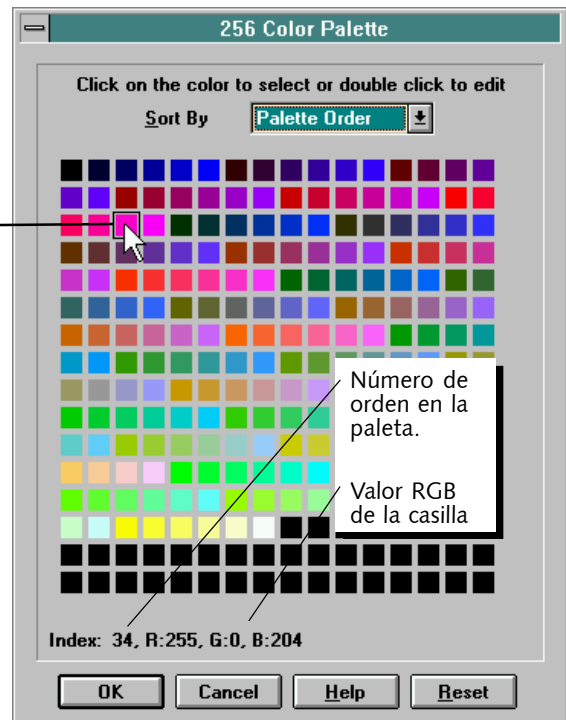 256 Color Palette
Click on the color to select or double click to edit
Sort By Palette Order
Número de
orden en la
paleta.
Valor RGB
de la casilla
Index: 34, R:255, G:0, B:204
OK Cancel Help Reset